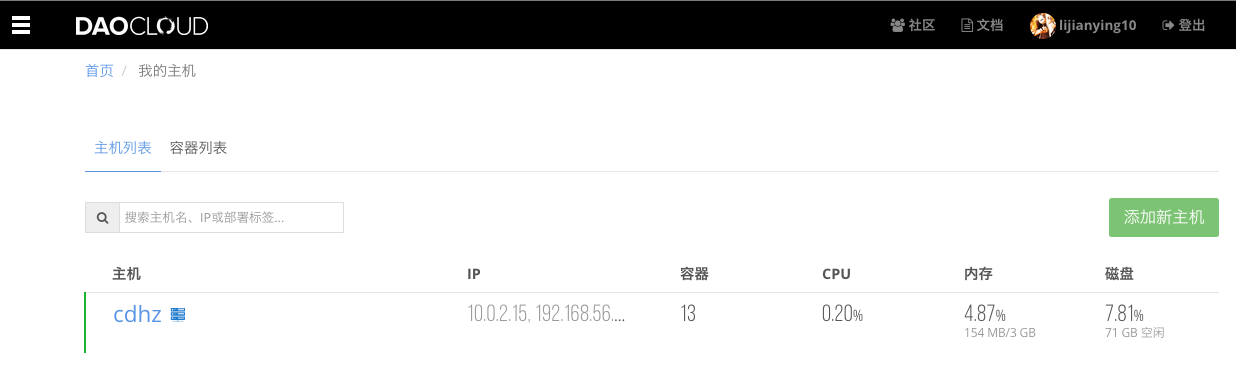 DAOCLOUD 社区 文档 lijianying10 登出
首页 / 我的主机
主机列表 容器列表
搜索主机名、IP或部署标签... 添加新主机
主机 IP 容器 CPU 内存 磁盘
cdhz 10.0.2.15, 192.168.56.... 13 0.20% 4.87% 7.81%
154 MB/3 GB 71 GB 空闲